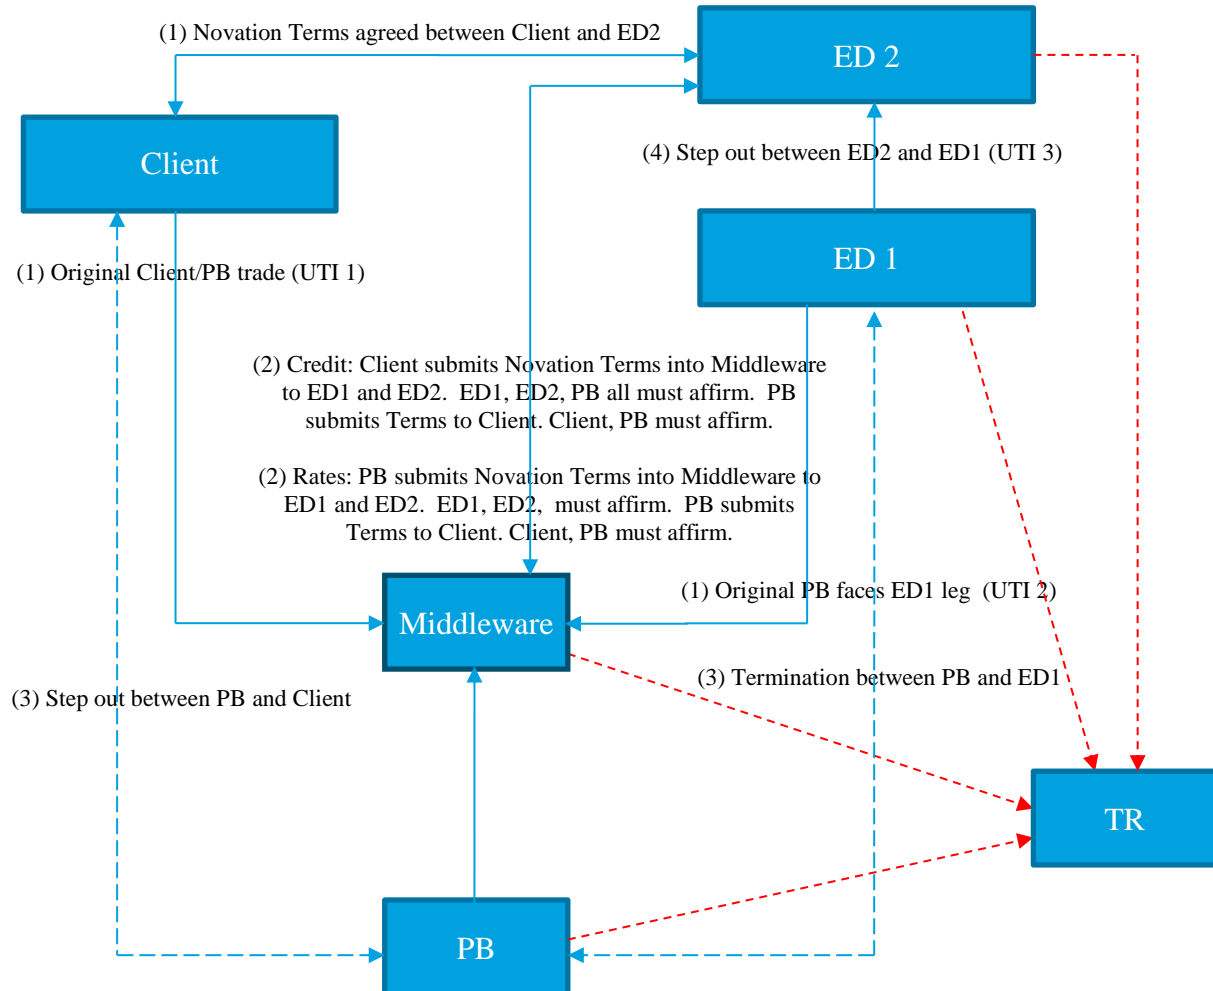 (1) Novation Terms agreed between Client and ED2
ED 2
Client
(4) Step out between ED2 and ED1 (UTI 3)
(1) Original Client/PB trade (UTI 1)
ED 1
(2) Credit: Client submits Novation Terms into Middleware
to ED1 and ED2.  ED1, ED2, PB all must affirm.  PB
submits Terms to Client. Client, PB must affirm.
(2) Rates: PB submits Novation Terms into Middleware to
ED1 and ED2.  ED1, ED2,  must affirm.  PB submits
Terms to Client. Client, PB must affirm.
(1) Original PB faces ED1 leg  (UTI 2)
Middleware
(3) Termination between PB and ED1
(3) Step out between PB and Client
TR
PB